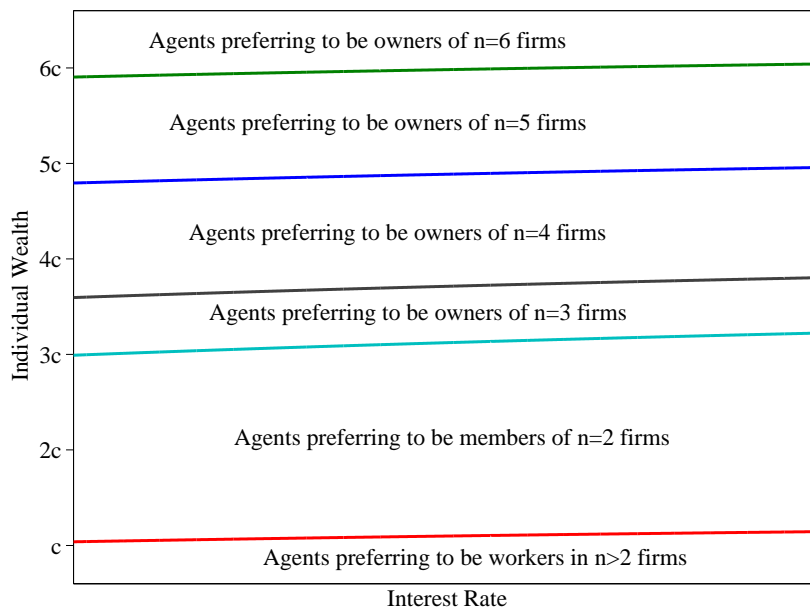 Agents preferring to be owners of n=6 firms
6c
Agents preferring to be owners of n=5 firms
5c
Agents preferring to be owners of n=4 firms
4c
Agents preferring to be owners of n=3 firms
3c
Agents preferring to be members of n=2 firms
2c
c
Agents preferring to be workers in n>2 firms
Individual Wealth
Interest Rate